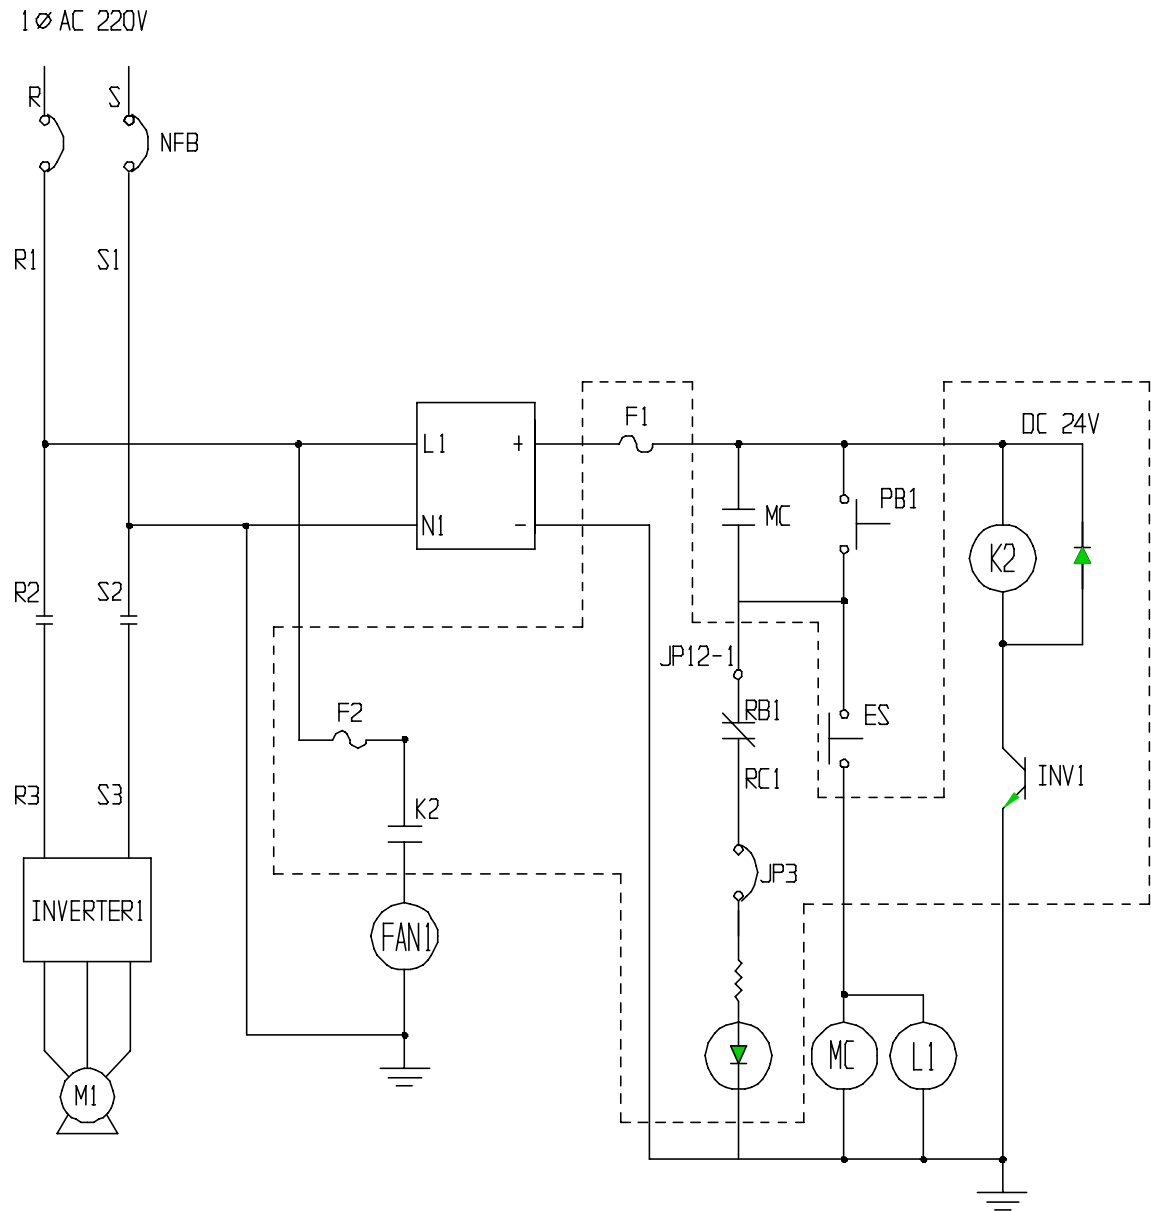 1Ø AC 220V
R
S
NFB
R1
S1
F1
DC 24V
L1
+
N1
-
MC
PB1
K2
R2
S2
JP12-1
RB1
ES
F2
RC1
INV1
R3
S3
K2
JP3
INVERTER1
FAN1
MC
L1
M1